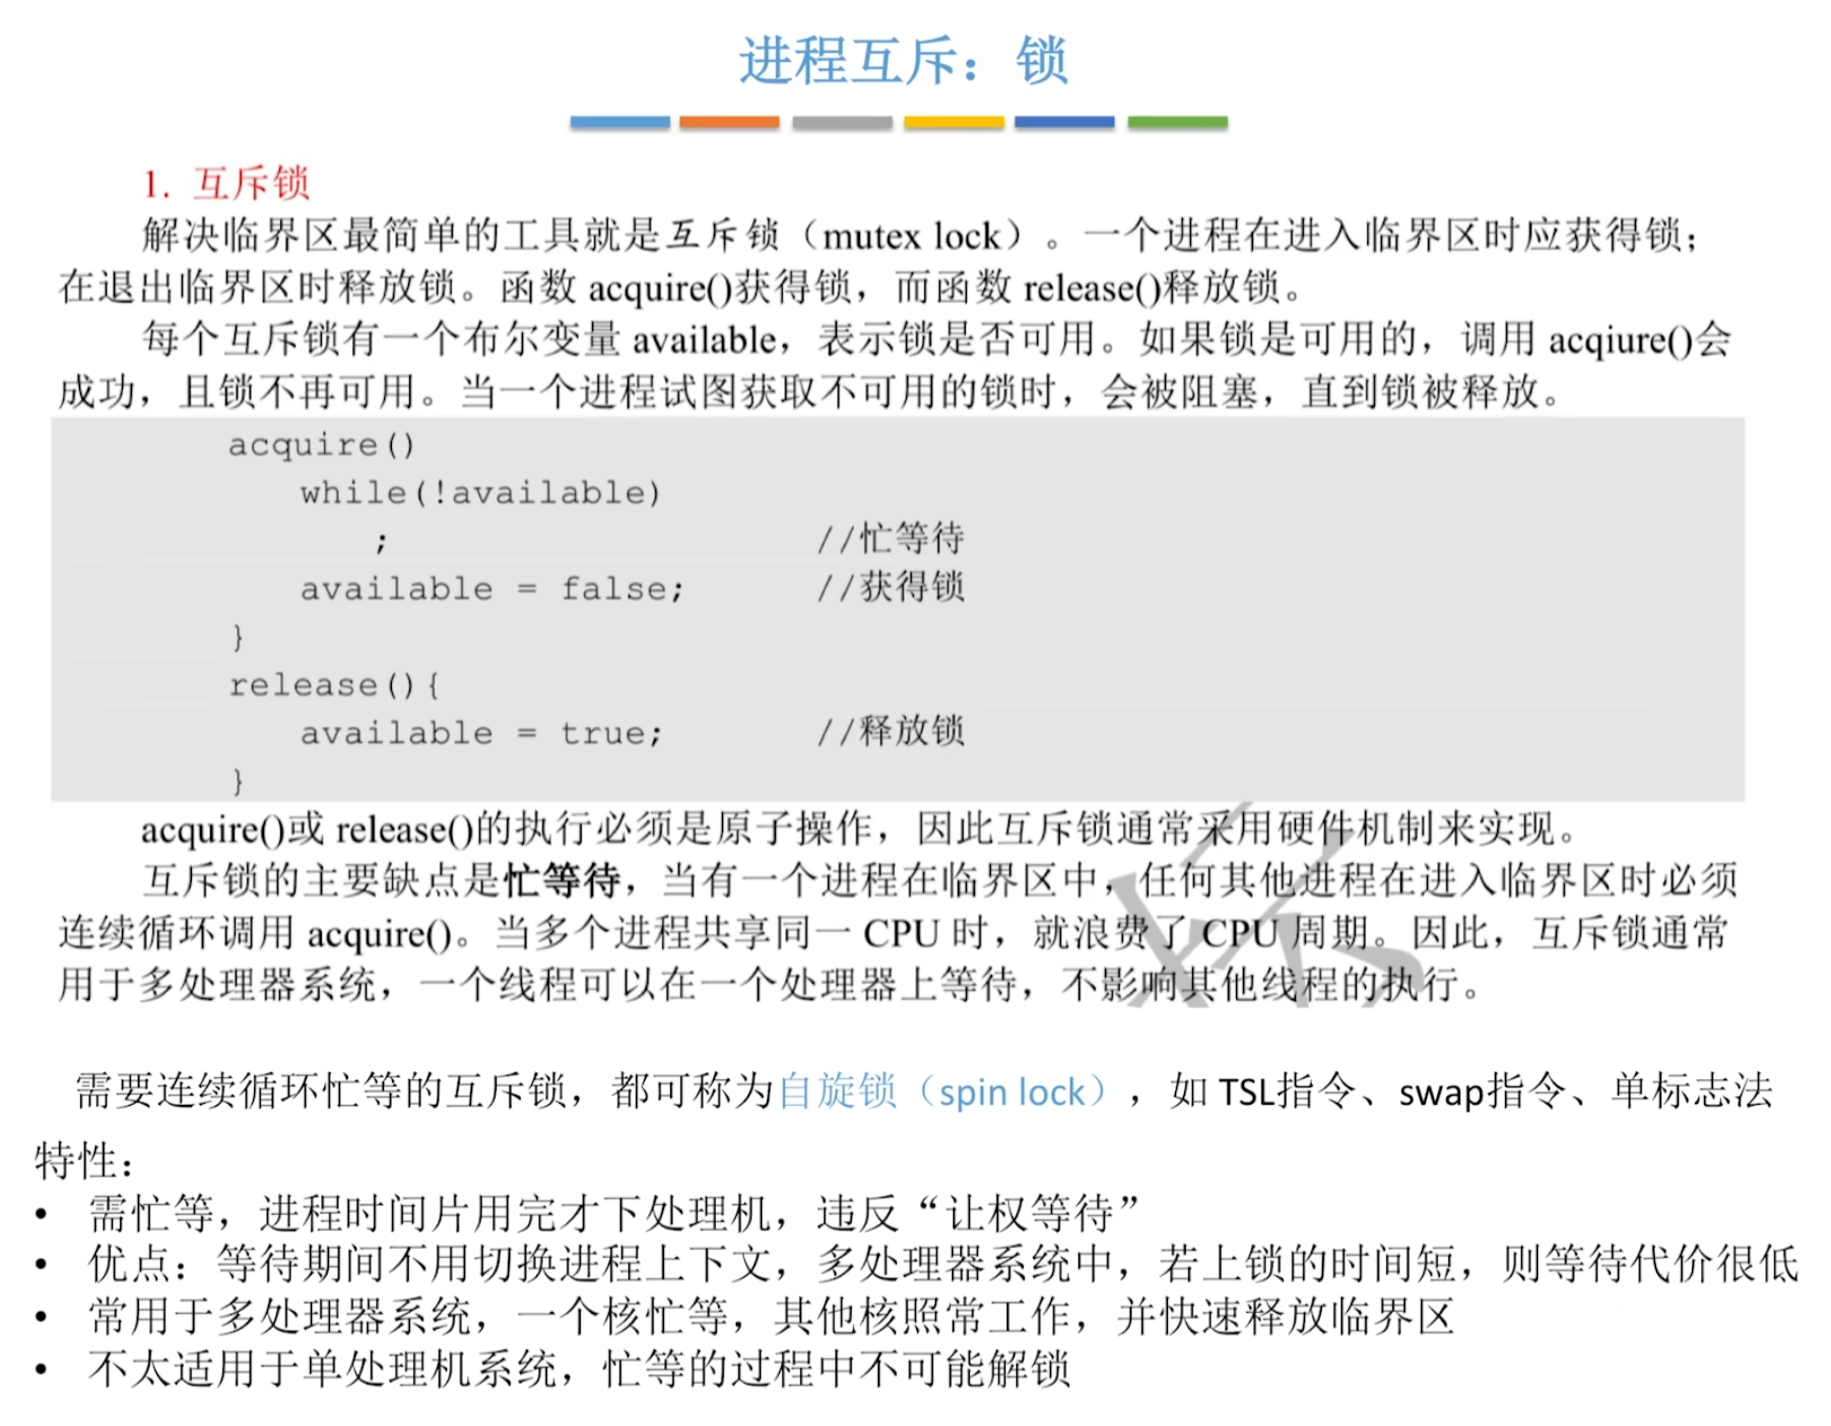 进程互斥：锁
1. 互斥锁
解决临界区最简单的工具就是互斥锁（mutex lock）。一个进程在进入临界区时应获得锁；
在退出临界区时释放锁。函数 acquire()获得锁，而函数 release()释放锁。
每个互斥锁有一个布尔变量 available，表示锁是否可用。如果锁是可用的，调用 acqiure()会
成功，且锁不再可用。当一个进程试图获取不可用的锁时，会被阻塞，直到锁被释放。
acquire()
while(!available)
; //忙等待
available = false; //获得锁
}
release(){
available = true; //释放锁
}
acquire()或 release()的执行必须是原子操作，因此互斥锁通常采用硬件机制来实现。
互斥锁的主要缺点是忙等待，当有一个进程在临界区中，任何其他进程在进入临界区时必须
连续循环调用 acquire()。当多个进程共享同一 CPU 时，就浪费了 CPU 周期。因此，互斥锁通常
用于多处理器系统，一个线程可以在一个处理器上等待，不影响其他线程的执行。
需要连续循环忙等的互斥锁，都可称为自旋锁（spin lock），如 TSL指令、swap指令、单标志法
特性：
• 需忙等，进程时间片用完才下处理机，违反“让权等待”
• 优点：等待期间不用切换进程上下文，多处理器系统中，若上锁的时间短，则等待代价很低
• 常用于多处理器系统，一个核忙等，其他核照常工作，并快速释放临界区
• 不太适用于单处理机系统，忙等的过程中不可能解锁